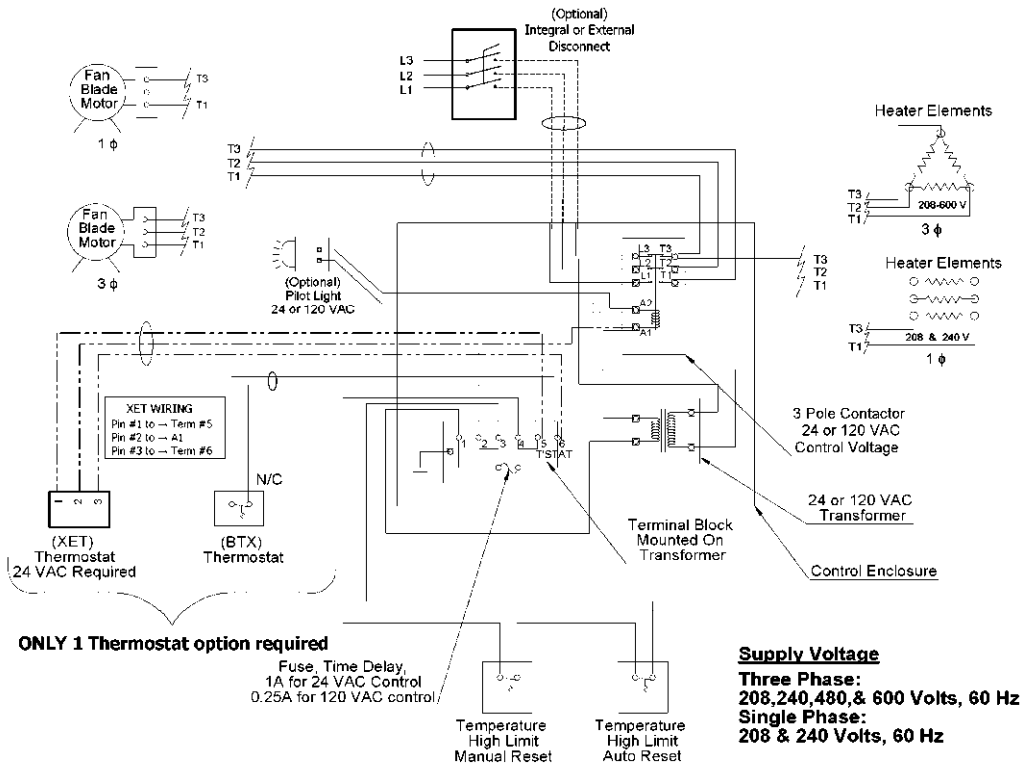 (Optional)
Integral or External
Disconnect
L3
L2
L1
Fan
Blade
Motor
T3
T1
1 ϕ
Heater Elements
T3
T2
T1
208-600 V
3 ϕ
T3
T2
T1
Fan
Blade
Motor
T3
T2
T1
3 ϕ
(Optional)
Pilot Light
24 or 120 VAC
L3 T3
L2 T2
L1 T1
A2
A1
T3
T2
T1
Heater Elements
T3
T1
208 & 240 V
1 ϕ
XET WIRING
Pin #1 to → Term #5
Pin #2 to → A1
Pin #3 to → Term #6
1 2 3 4 5 6
T'STAT
3 Pole Contactor
24 or 120 VAC
Control Voltage
1 2 3
N/C
(XET)
Thermostat
24 VAC Required
(BTX)
Thermostat
24 or 120 VAC
Transformer
Terminal Block
Mounted On
Transformer
Control Enclosure
ONLY 1 Thermostat option required
Fuse, Time Delay,
1A for 24 VAC Control
0.25A for 120 VAC control
Temperature
High Limit
Manual Reset
Temperature
High Limit
Auto Reset
Supply Voltage
Three Phase:
208,240,480,& 600 Volts, 60 Hz
Single Phase:
208 & 240 Volts, 60 Hz